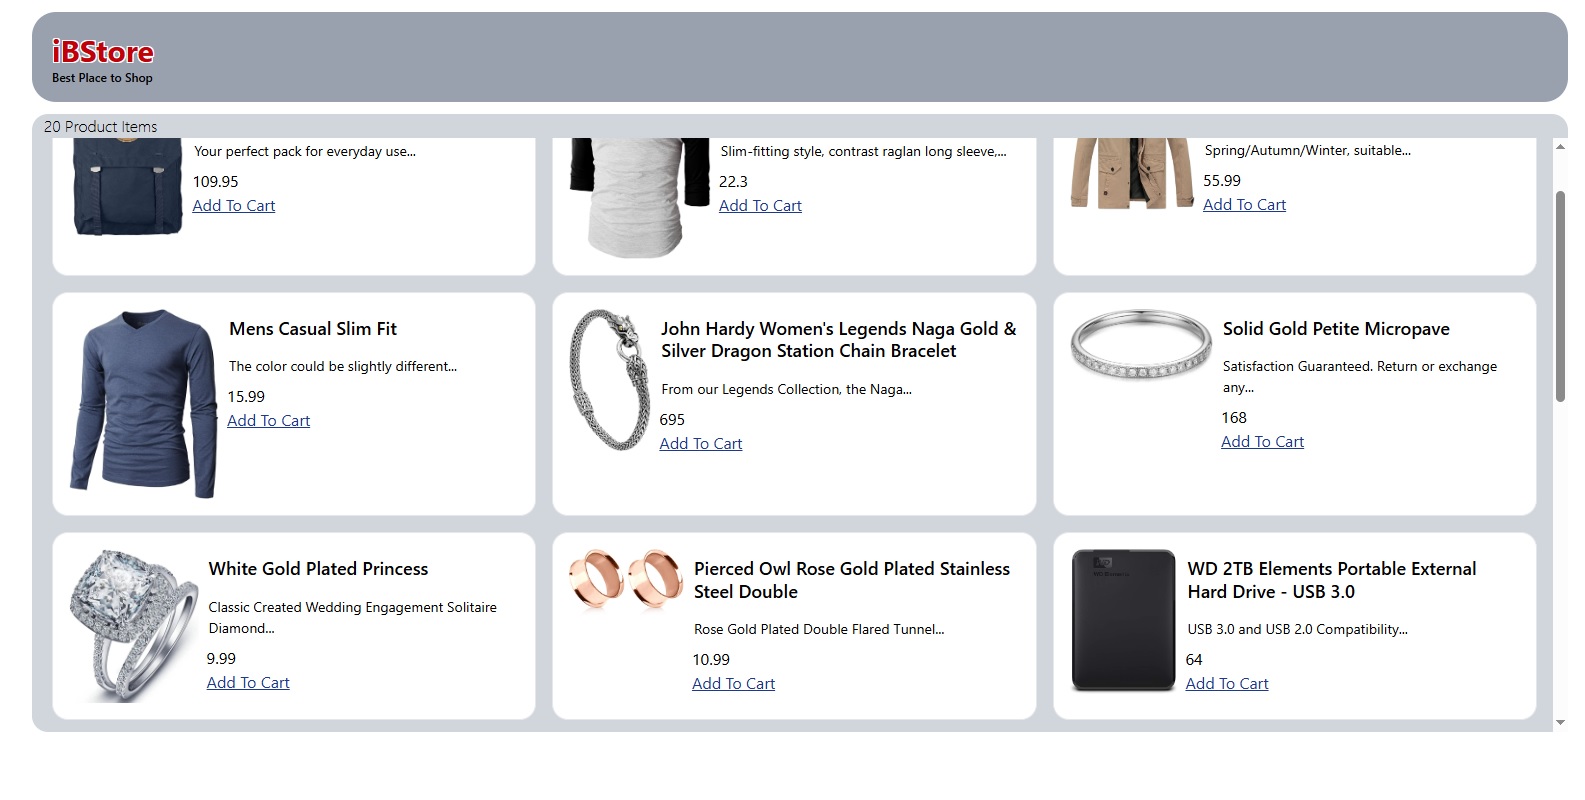 iBStore
Best Place to Shop
20 Product Items
Your perfect pack for everyday use...
109.95
Add To Cart
Slim-fitting style, contrast raglan long sleeve,...
22.3
Add To Cart
Spring/Autumn/Winter, suitable...
55.99
Add To Cart
Mens Casual Slim Fit
The color could be slightly different...
15.99
Add To Cart
John Hardy Women's Legends Naga Gold &
Silver Dragon Station Chain Bracelet
From our Legends Collection, the Naga...
695
Add To Cart
Solid Gold Petite Micropave
Satisfaction Guaranteed. Return or exchange
any...
168
Add To Cart
White Gold Plated Princess
Classic Created Wedding Engagement Solitaire
Diamond...
9.99
Add To Cart
Pierced Owl Rose Gold Plated Stainless
Steel Double
Rose Gold Plated Double Flared Tunnel...
10.99
Add To Cart
WD 2TB Elements Portable External
Hard Drive - USB 3.0
USB 3.0 and USB 2.0 Compatibility...
64
Add To Cart